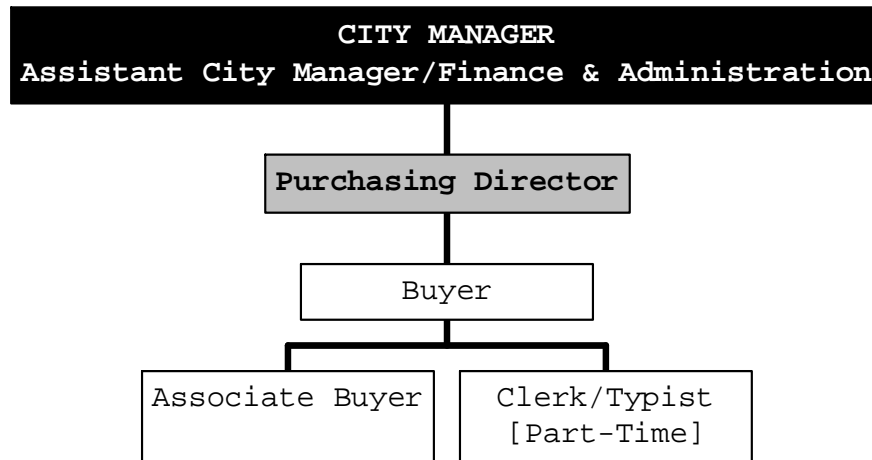 CITY MANAGER
Assistant City Manager/Finance & Administration
Purchasing Director
Buyer
Associate Buyer
Clerk/Typist
[Part-Time]